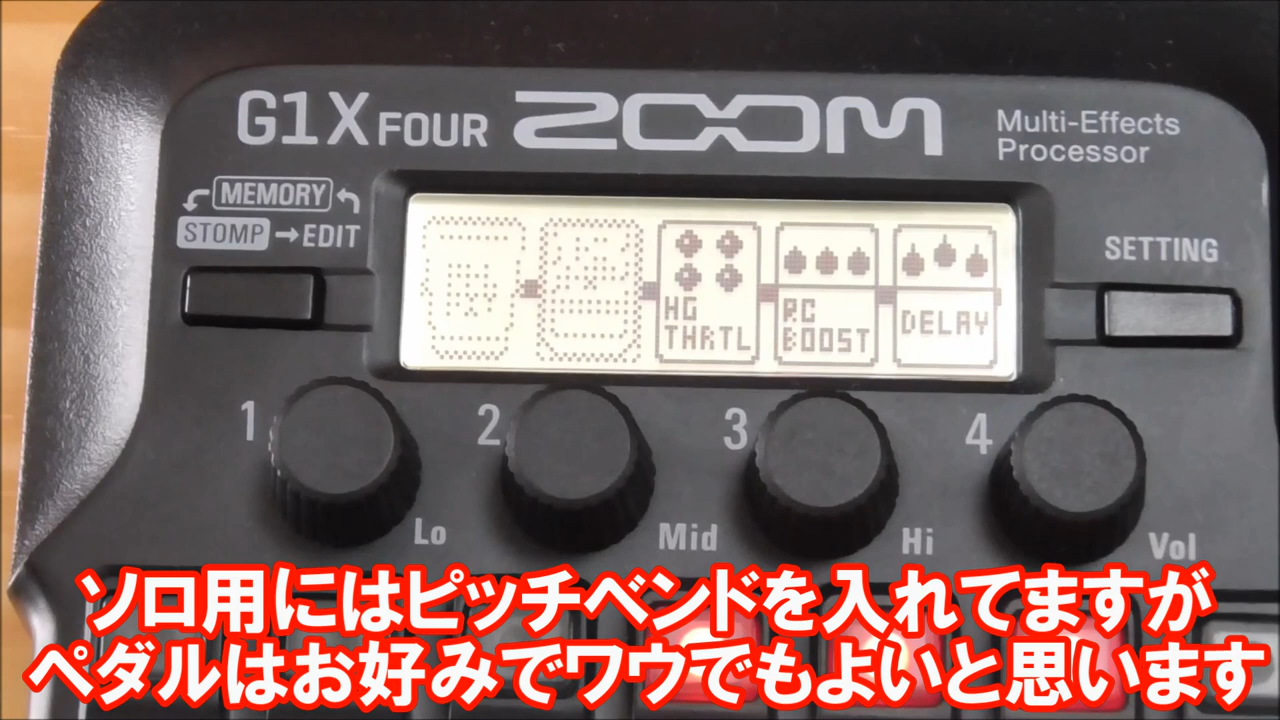 G1X FOUR ZOOM
Multi-Effects
Processor
MEMORY
STOMP → EDIT
SETTING
HG
THRTL
RC
BOOST
DELAY
1
2
3
4
Lo
Mid
Hi
Vol
ソロ用にはピッチベンドを入れてますが
ペダルはお好みでワウでもよいと思います